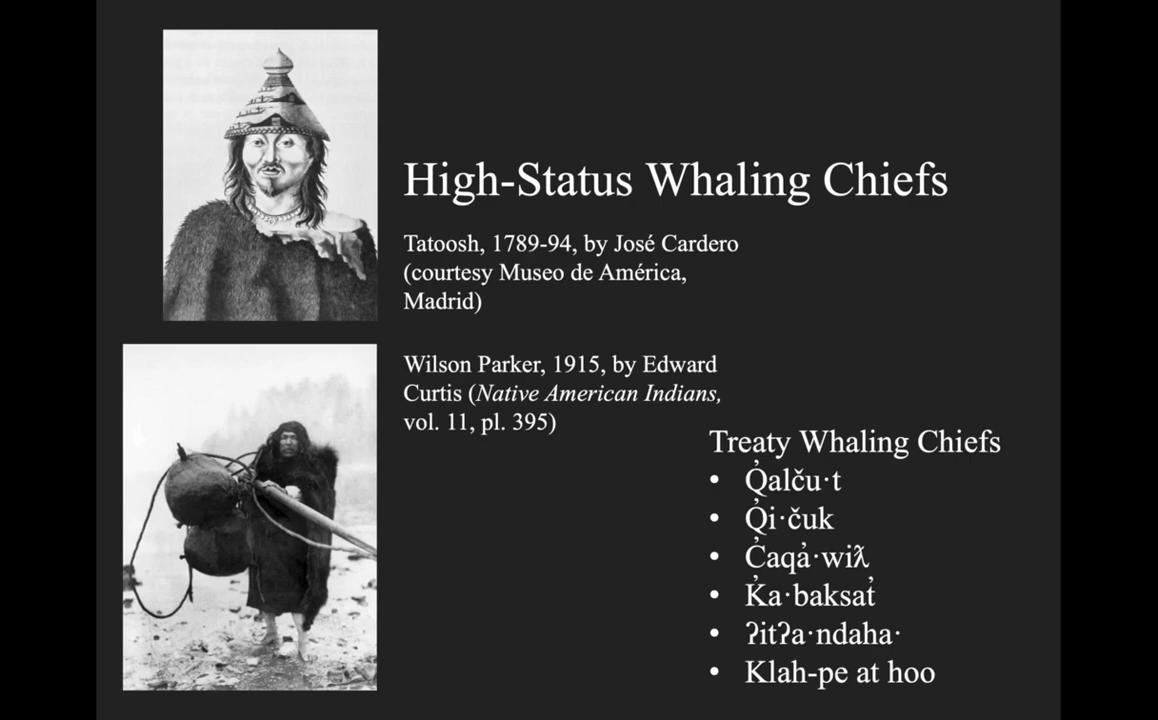 High-Status Whaling Chiefs
Tatoosh, 1789-94, by José Cardero
(courtesy Museo de América,
Madrid)
Wilson Parker, 1915, by Edward
Curtis (Native American Indians,
vol. 11, pl. 395)
Treaty Whaling Chiefs
• Q̓alču·t
• Q̓i·čuk
• C̓aqa̓·wiƛ
• K̓a·baksat̓
• ʔitʔa·ndaha·
• Klah-pe at hoo